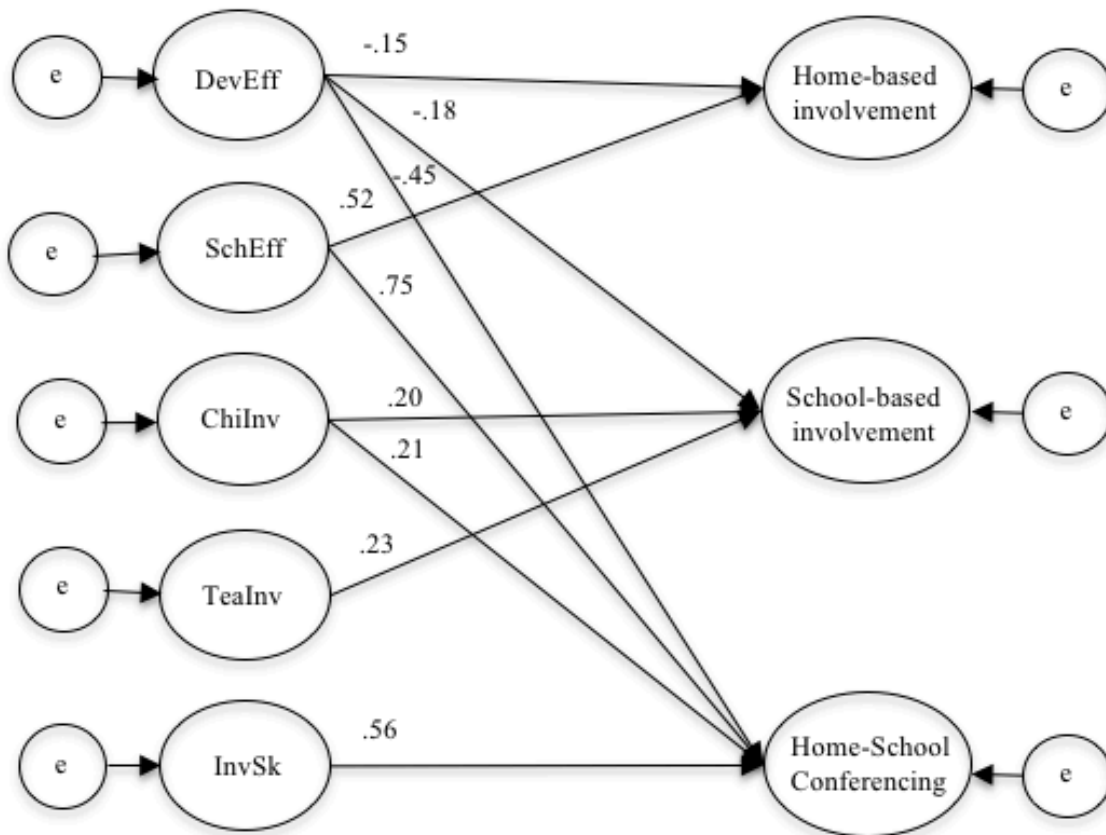 -.15
e
DevEff
Home-based
involvement
e
-.18
-.45
.52
e
SchEff
.75
.20
e
ChiInv
School-based
involvement
e
.21
.23
e
TeaInv
.56
e
InvSk
Home-School
Conferencing
e